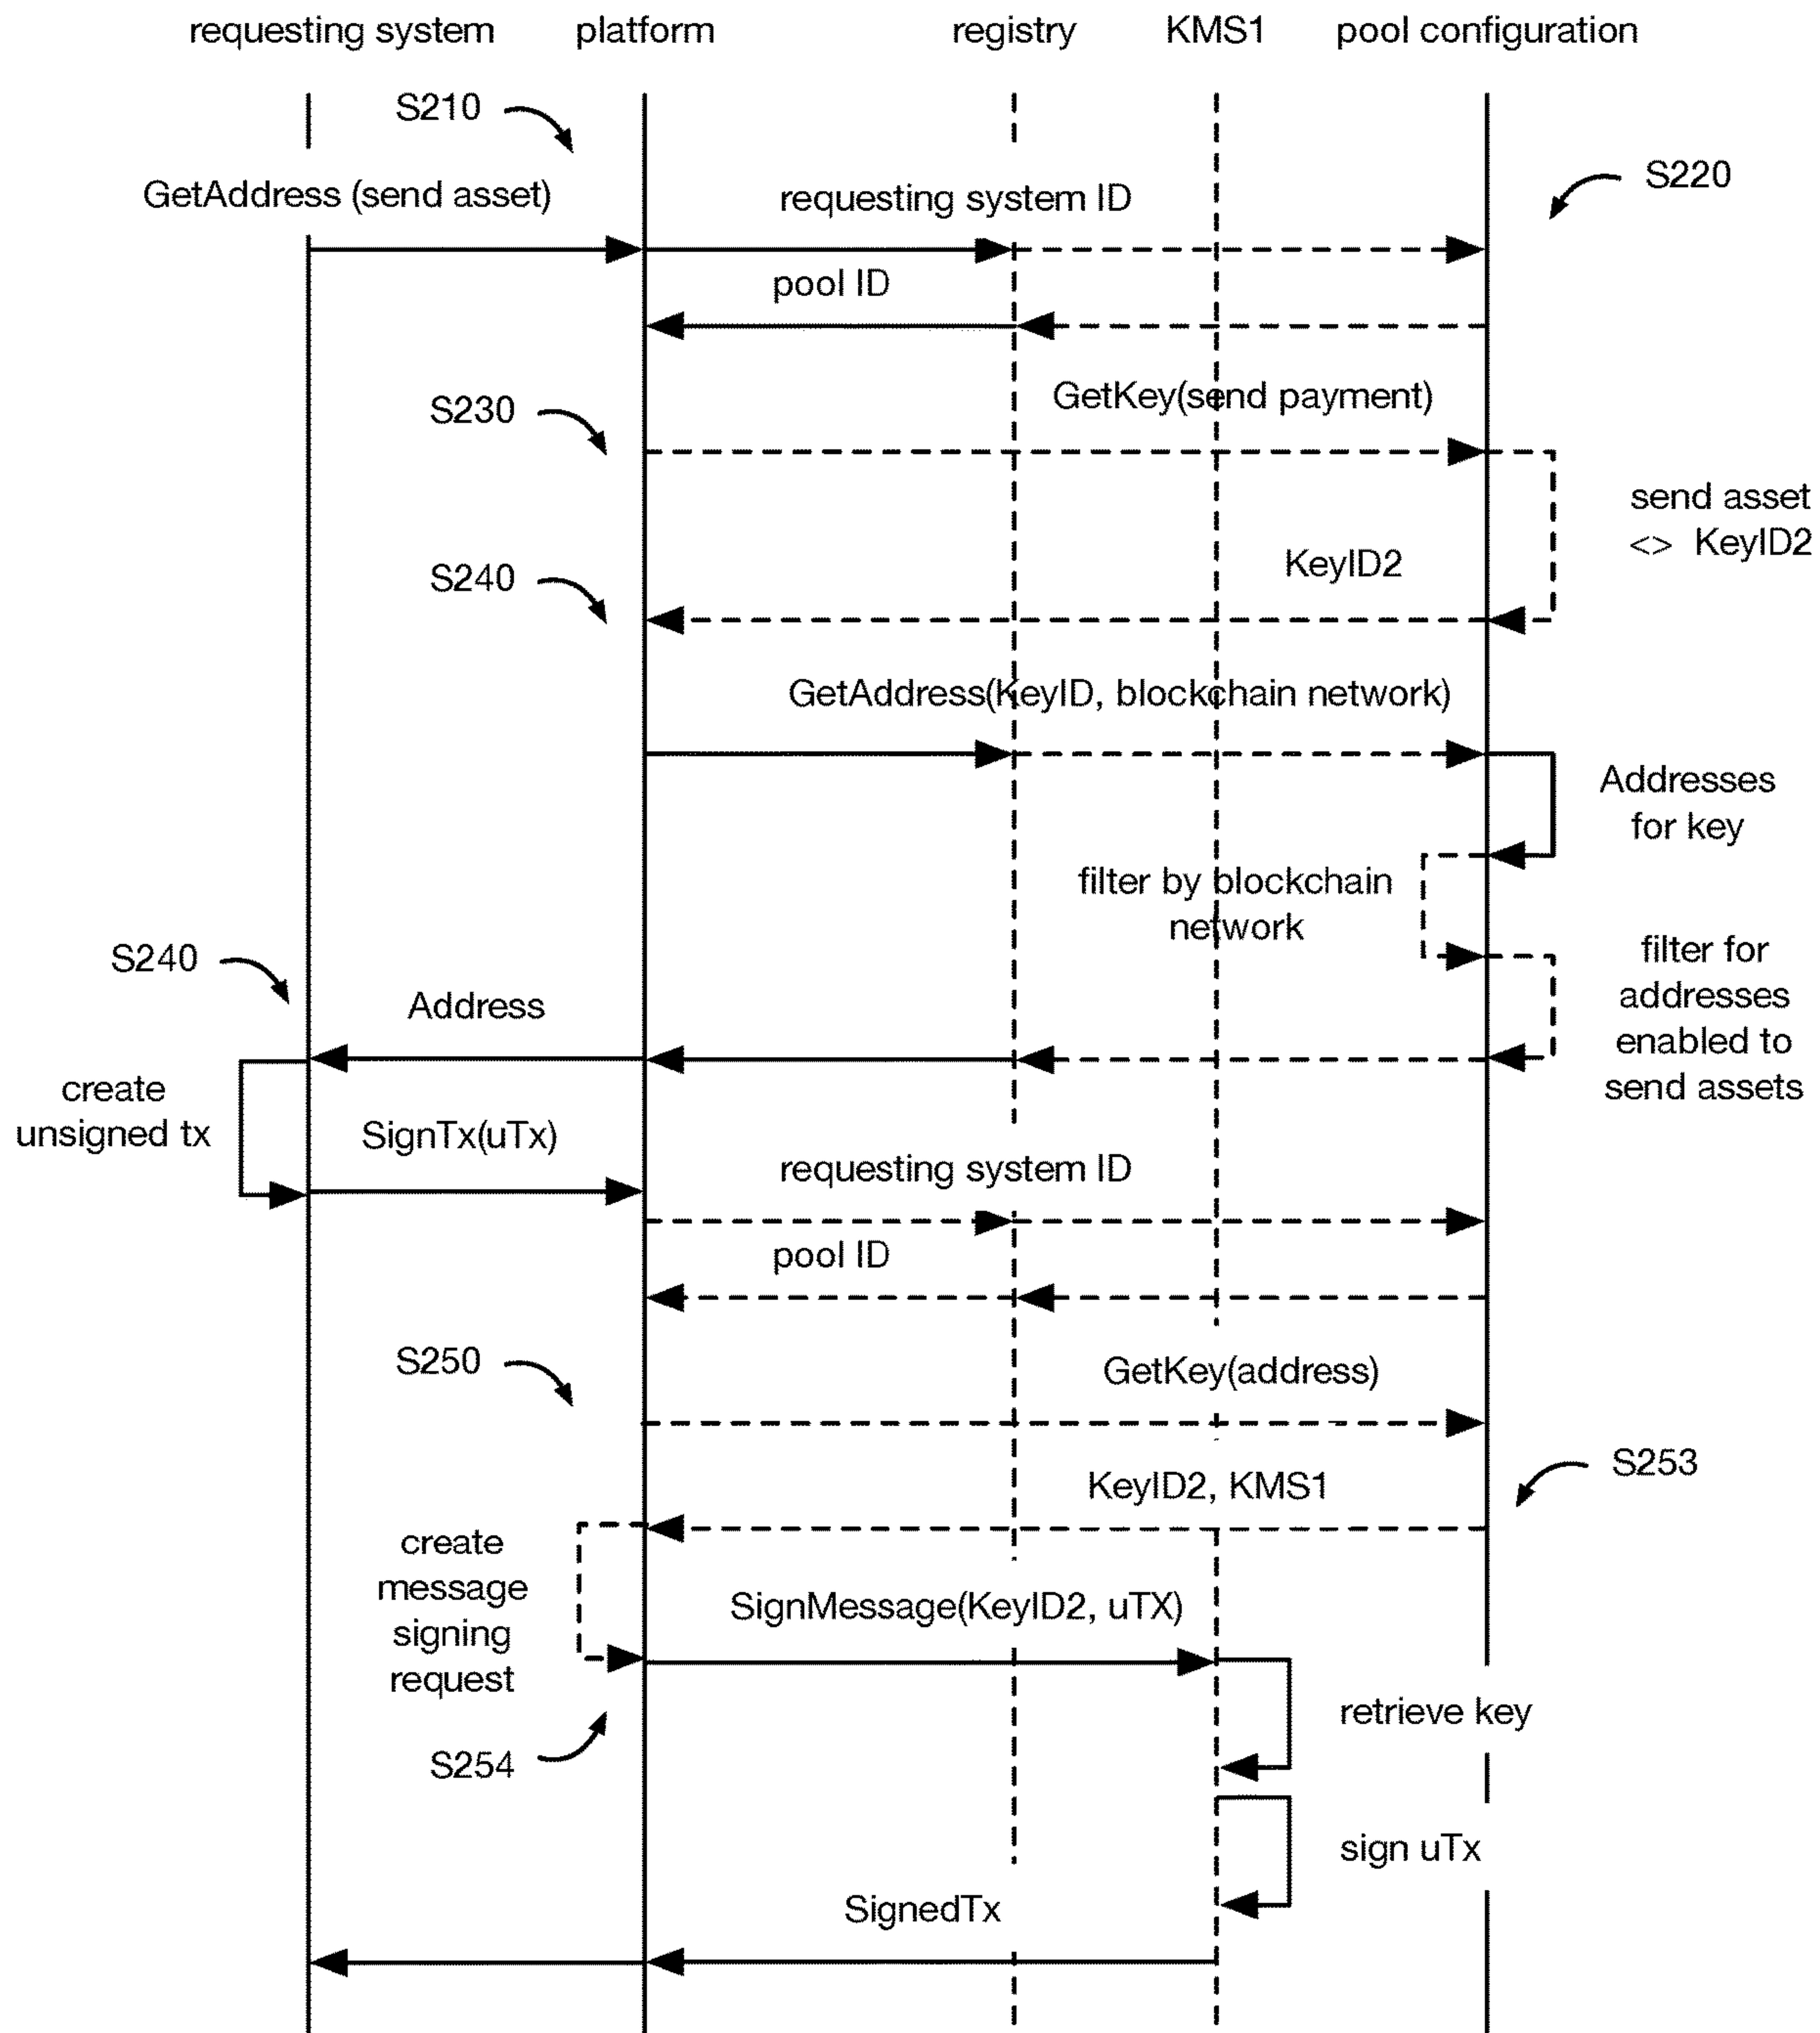 requesting system platform registry KMS1 pool configuration
S210
S220
GetAddress (send asset)
requesting system ID
pool ID
GetKey(send payment)
S230
send asset
<> KeyID2
KeyID2
S240
GetAddress(KeyID, blockchain network)
Addresses
for key
filter by blockchain
network
S240
filter for
addresses
enabled to
send assets
Address
create
unsigned tx
SignTx(uTx)
requesting system ID
pool ID
S250
GetKey(address)
S253
KeyID2, KMS1
create
message
signing
request
SignMessage(KeyID2, uTX)
retrieve key
S254
sign uTx
SignedTx